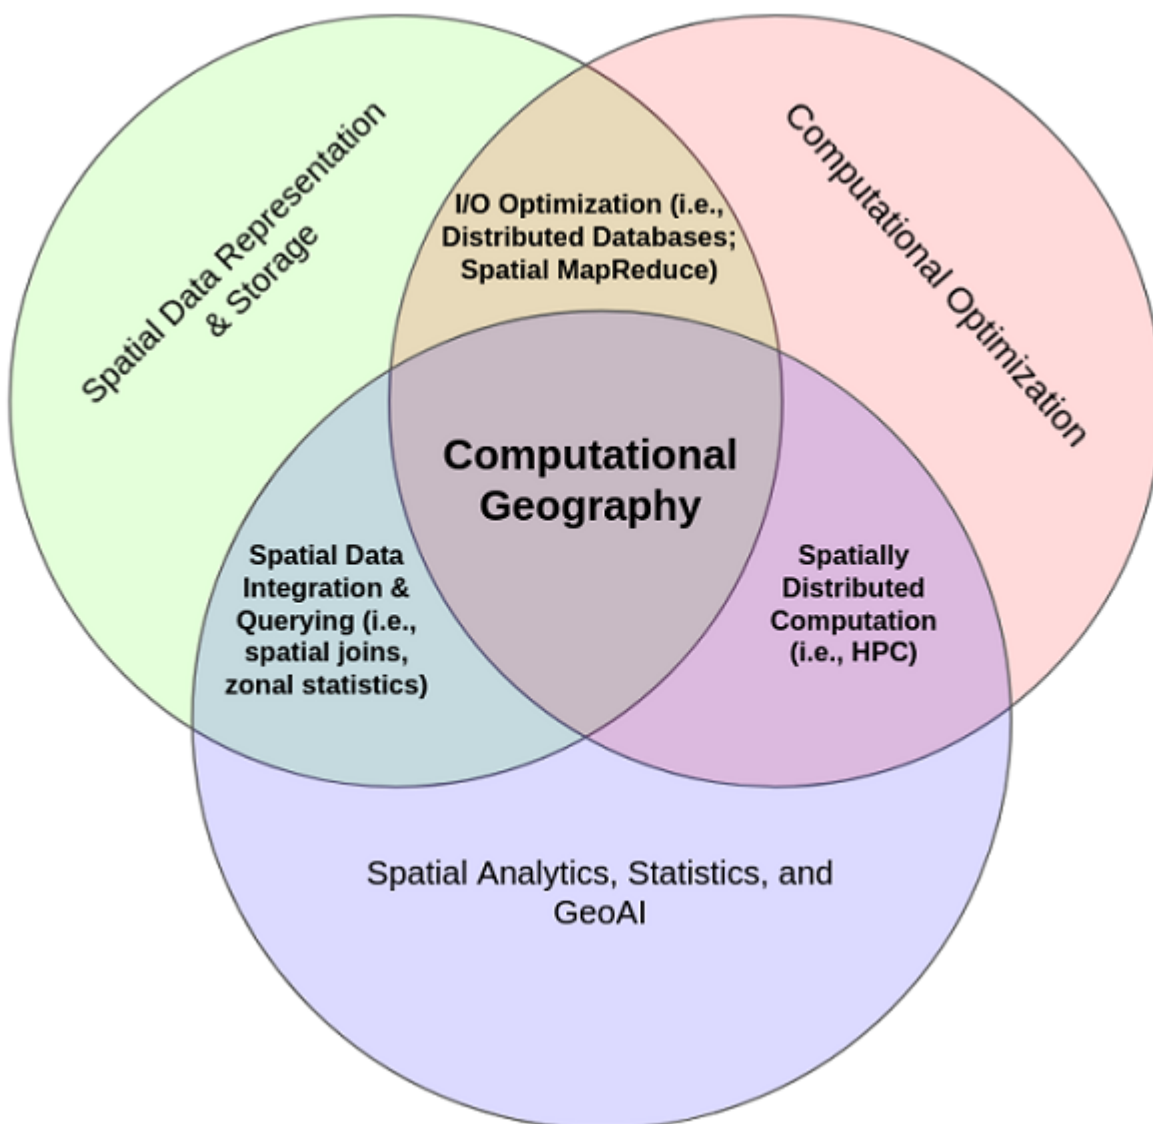 Spatial Data Representation
& Storage
Computational Optimization
I/O Optimization (i.e.,
Distributed Databases;
Spatial MapReduce)
Computational
Geography
Spatial Data
Integration &
Querying (i.e.,
spatial joins,
zonal statistics)
Spatially
Distributed
Computation
(i.e., HPC)
Spatial Analytics, Statistics, and
GeoAI